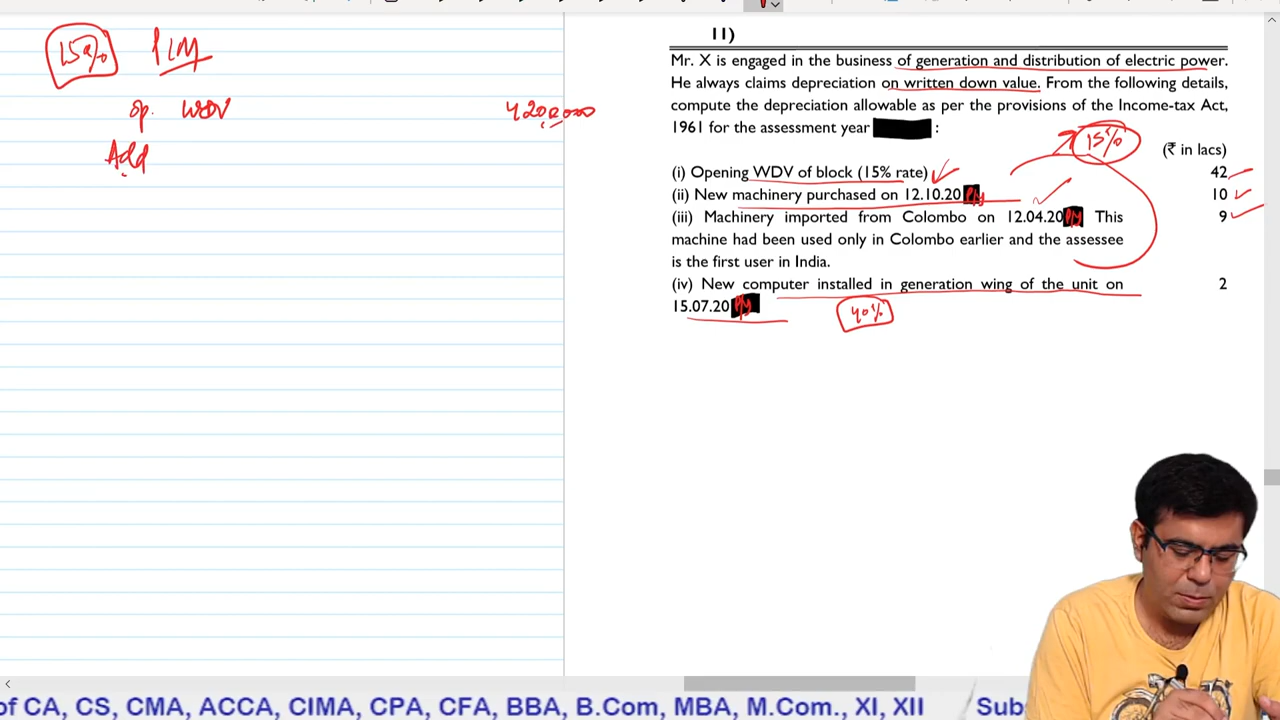 15% P&M
op. WDV 4200000
Add
11)
Mr. X is engaged in the business of generation and distribution of electric power.
He always claims depreciation on written down value. From the following details,
compute the depreciation allowable as per the provisions of the Income-tax Act,
1961 for the assessment year :
15%
(₹ in lacs)
(i) Opening WDV of block (15% rate) 42
(ii) New machinery purchased on 12.10.20 P/y 10
(iii) Machinery imported from Colombo on 12.04.20 P/y This 9
machine had been used only in Colombo earlier and the assessee
is the first user in India.
(iv) New computer installed in generation wing of the unit on 2
15.07.20 P/y 40%
of CA, CS, CMA, ACCA, CIMA, CPA, CFA, BBA, B.Com, MBA, M.Com., XI, XII Subs